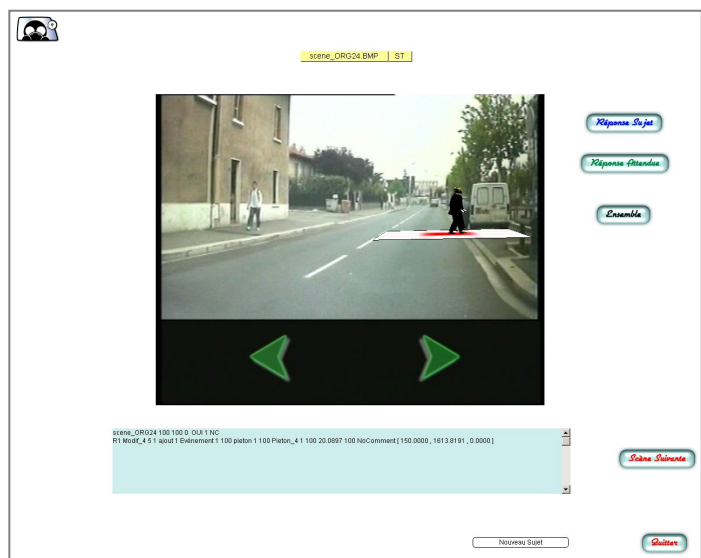 scene_ORG24.BMP ST
Réponse Sujet
Réponse Attendue
Ensemble
scene_ORG24 100 100 0 OUI 1 NC
R1 Modif_4 5 1 ajout 1 Evénement 1 100 pieton 1 100 Pieton_4 1 100 20.0897 100 NoComment [ 150.0000 , 1613.8191 , 0.0000 ]
Scène Suivante
Nouveau Sujet
Quitter